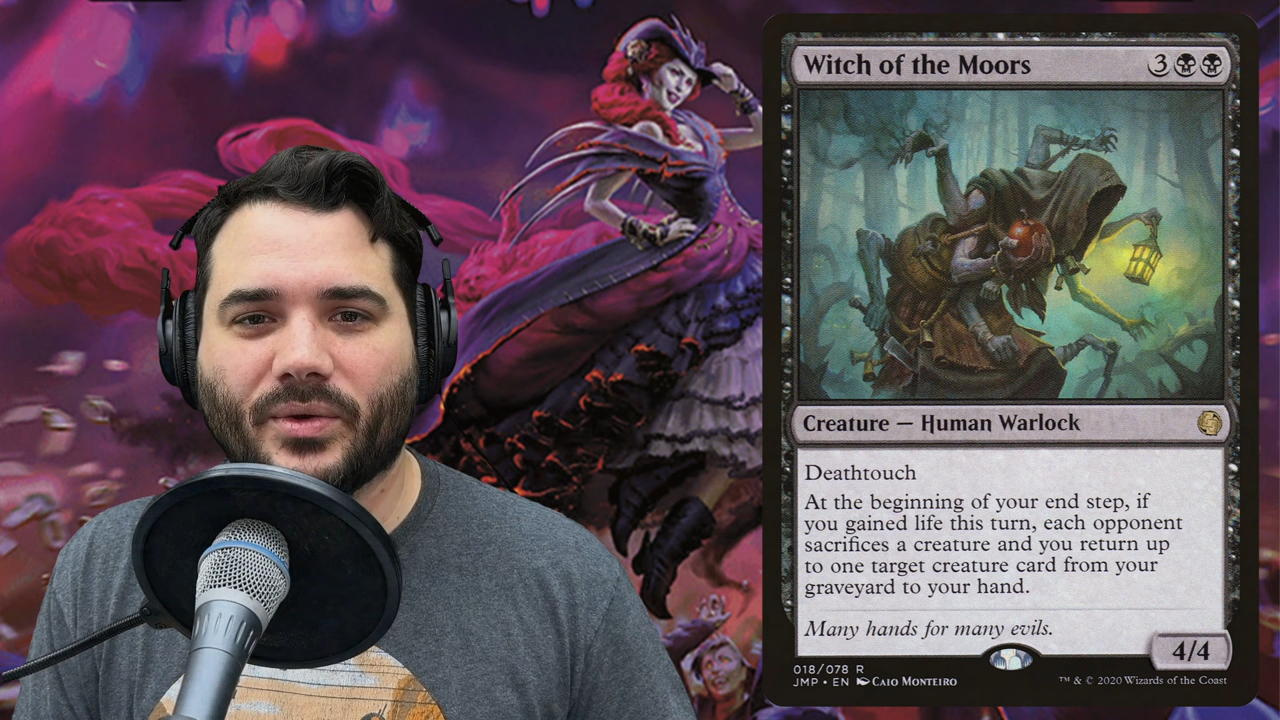 Witch of the Moors 3
Creature — Human Warlock
Deathtouch
At the beginning of your end step, if
you gained life this turn, each opponent
sacrifices a creature and you return up
to one target creature card from your
graveyard to your hand.
Many hands for many evils.
4/4
018/078 R
JMP • EN Caio Monteiro
™ & © 2020 Wizards of the Coast